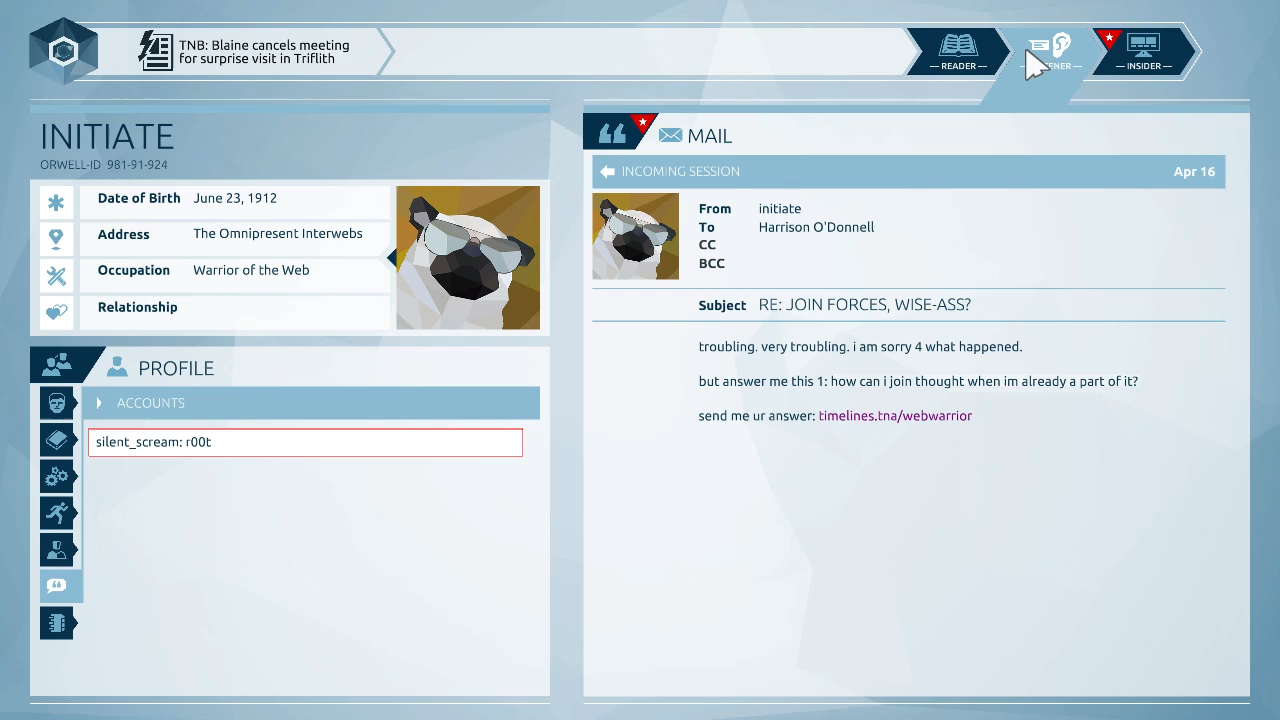 TNB: Blaine cancels meeting
for surprise visit in Triflith
— READER —
ENER —
— INSIDER —
INITIATE
ORWELL-ID 981-91-924
Date of Birth June 23, 1912
Address The Omnipresent Interwebs
Occupation Warrior of the Web
Relationship
PROFILE
ACCOUNTS
silent_scream: r00t
MAIL
INCOMING SESSION Apr 16
From initiate
To Harrison O'Donnell
CC
BCC
Subject RE: JOIN FORCES, WISE-ASS?
troubling. very troubling. i am sorry 4 what happened.
but answer me this 1: how can i join thought when im already a part of it?
send me ur answer: timelines.tna/webwarrior